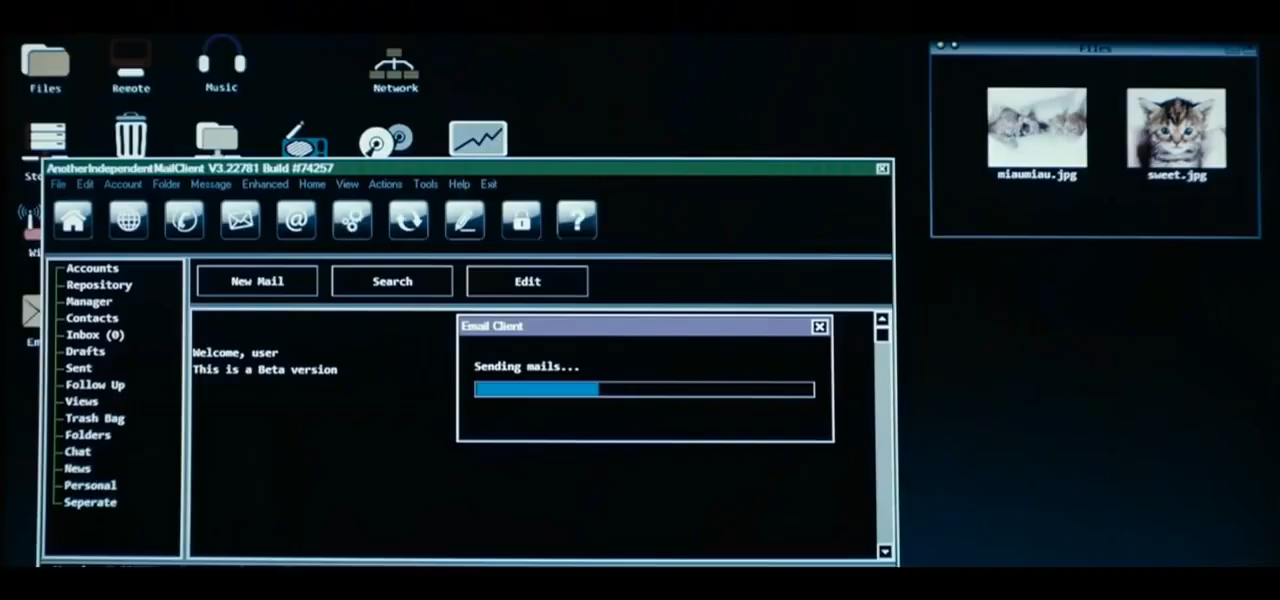 Files
Remote
Music
Network
Files
miaumiau.jpg
sweet.jpg
AnotherIndependentMailClient V3.22781 Build #74257
File Edit Account Folder Message Enhanced Home View Actions Tools Help Exit
Accounts
Repository
Manager
Contacts
Inbox (0)
Drafts
Sent
Follow Up
Views
Trash Bag
Folders
Chat
News
Personal
Seperate
New Mail
Search
Edit
Welcome, user
This is a Beta version
Email Client
Sending mails...